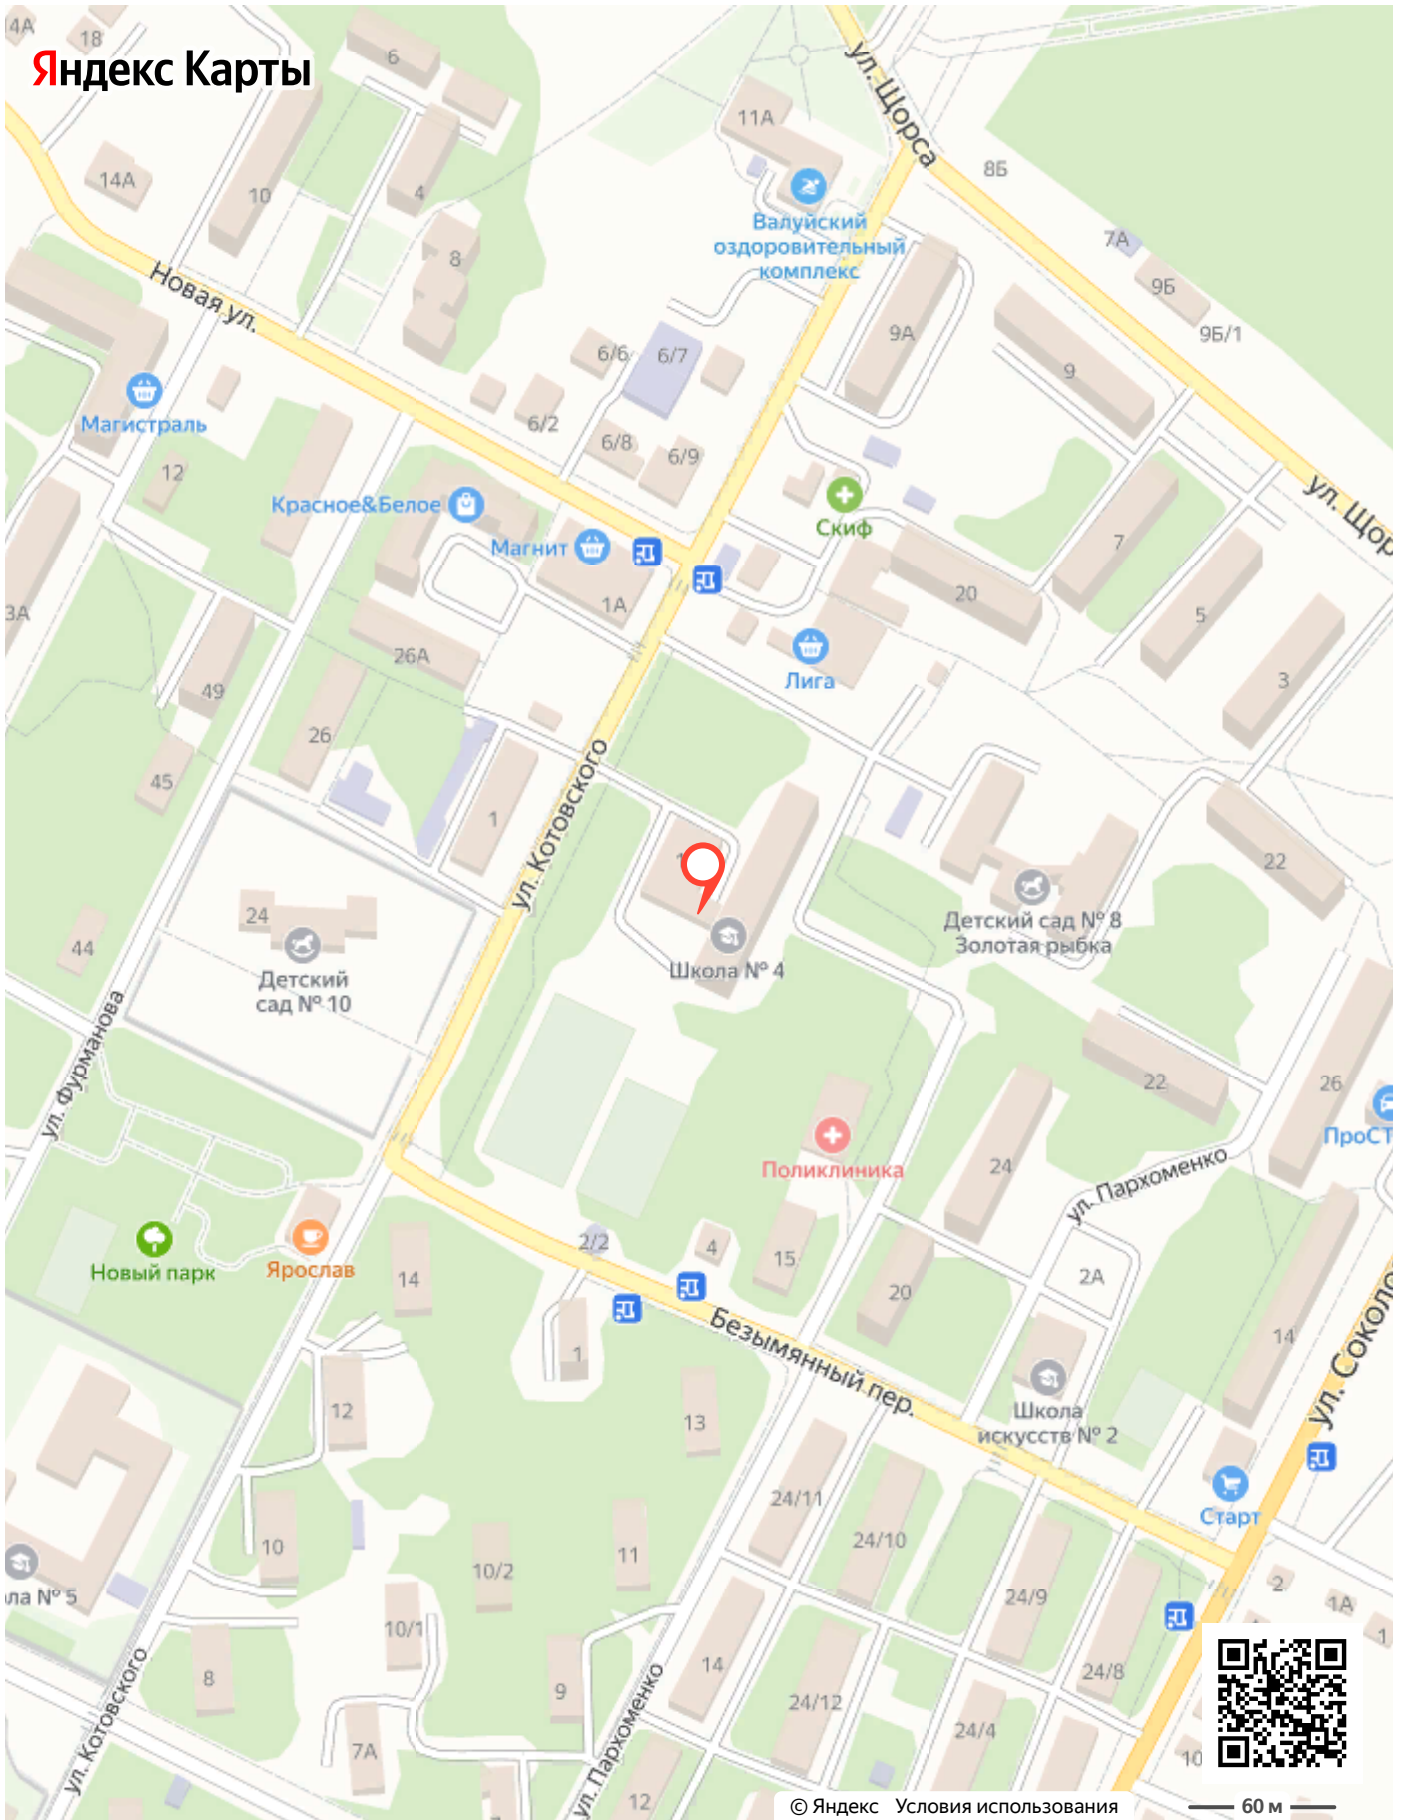 4А
18
6
Яндекс Карты
ул. Щорса
11А
8Б
14А
10
4
Валуйский
оздоровительный
комплекс
7А
8
9Б
Новая ул.
9Б/1
9А
6/6
6/7
9
Магистраль
6/2
6/8
6/9
12
Красное&Белое
Скиф
Магнит
7
20
1А
3А
5
26А
Лига
3
49
26
45
ул. Котовского
1
22
24
Детский сад № 8
Золотая рыбка
44
Школа № 4
Детский
сад № 10
ул. Фурманова
22
26
ПроСТ
Поликлиника
24
ул. Пархоменко
Новый парк
Ярослав
14
2/2
4
15
2А
20
Безымянный пер.
1
14
12
13
Школа
искусств № 2
ул. Соколо
24/11
Старт
10
11
24/10
10/2
ла № 5
24/9
2
1А
10/1
1
8
9
14
24/12
24/8
ул. Котовского
ул. Пархоменко
24/4
7А
10
12
© Яндекс Условия использования
60 м